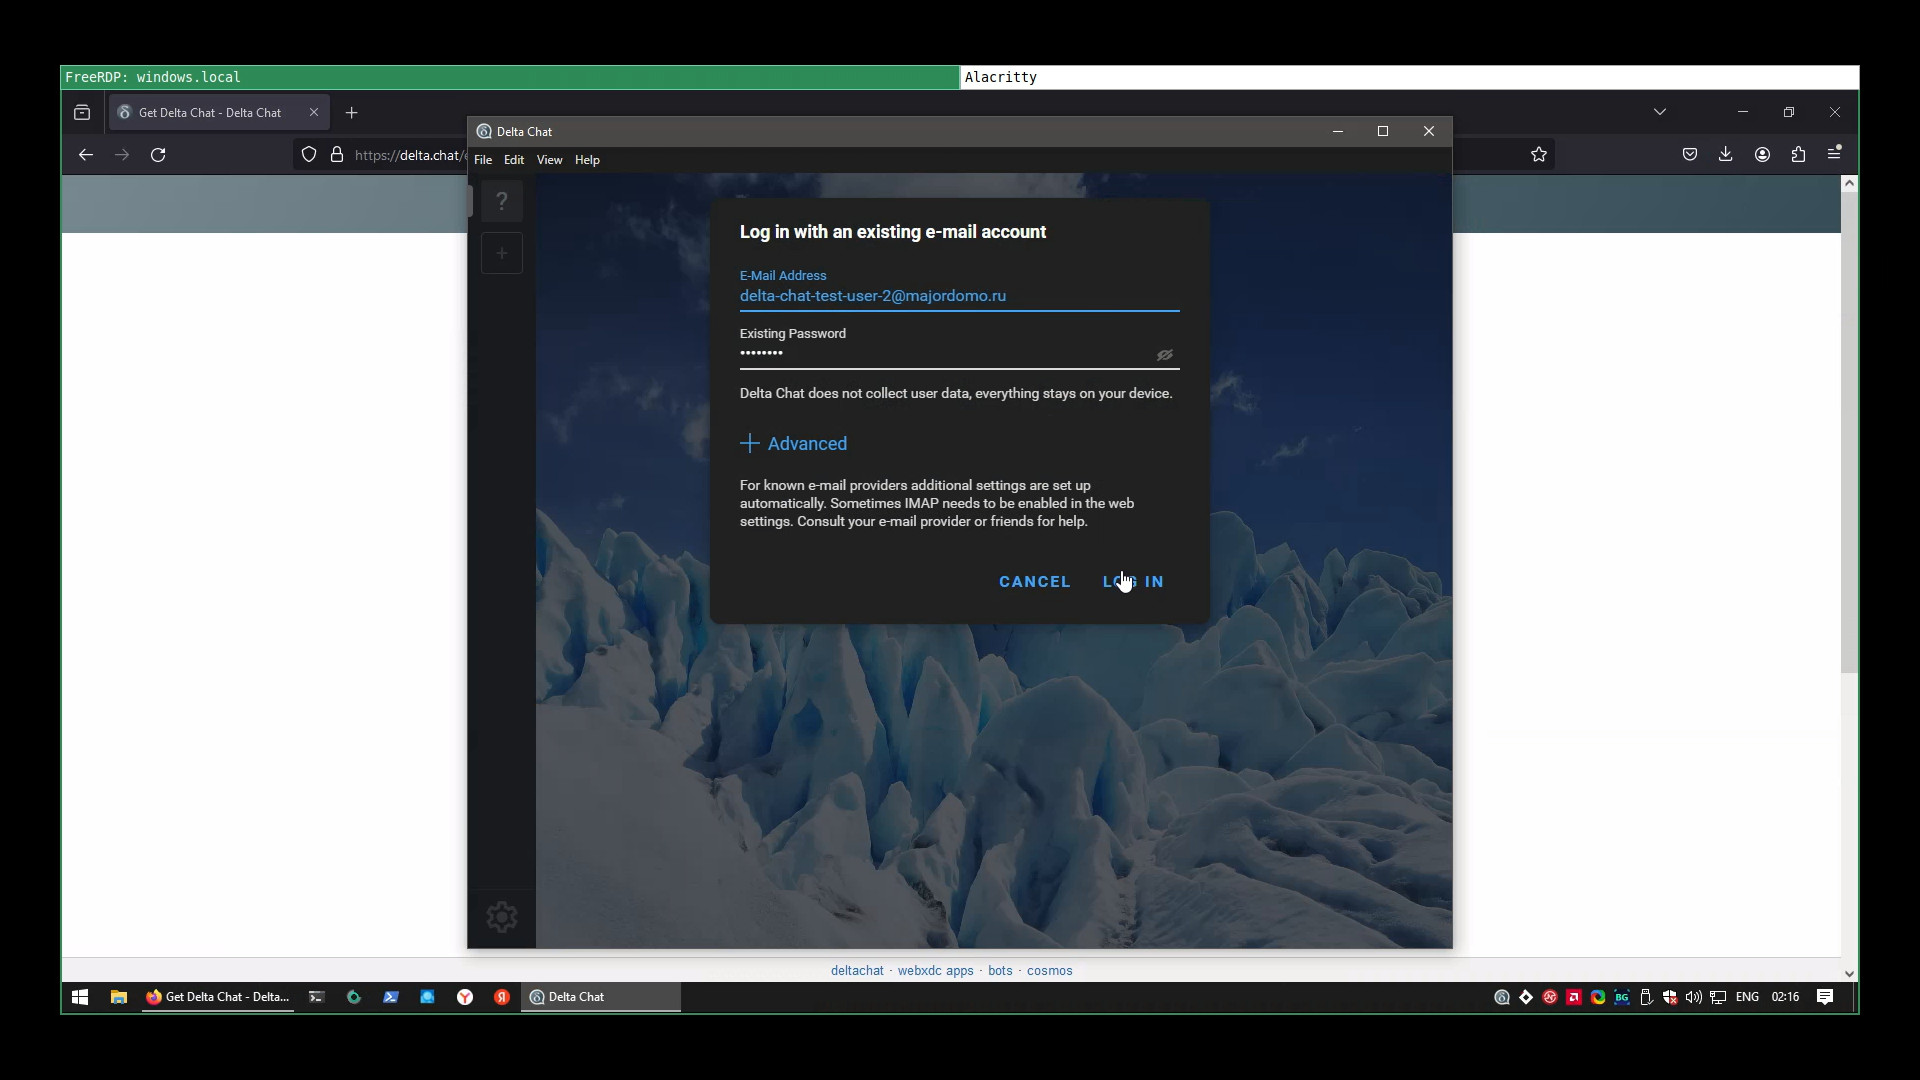 FreeRDP: windows.local
Alacritty
Get Delta Chat - Delta Chat
https://delta.chat/
Delta Chat
File Edit View Help
?
Log in with an existing e-mail account
E-Mail Address
delta-chat-test-user-2@majordomo.ru
Existing Password
••••••••
Delta Chat does not collect user data, everything stays on your device.
+ Advanced
For known e-mail providers additional settings are set up
automatically. Sometimes IMAP needs to be enabled in the web
settings. Consult your e-mail provider or friends for help.
CANCEL LOG IN
deltachat · webxdc apps · bots · cosmos
Get Delta Chat - Delta...
Y
Я
Delta Chat
BG
ENG
02:16